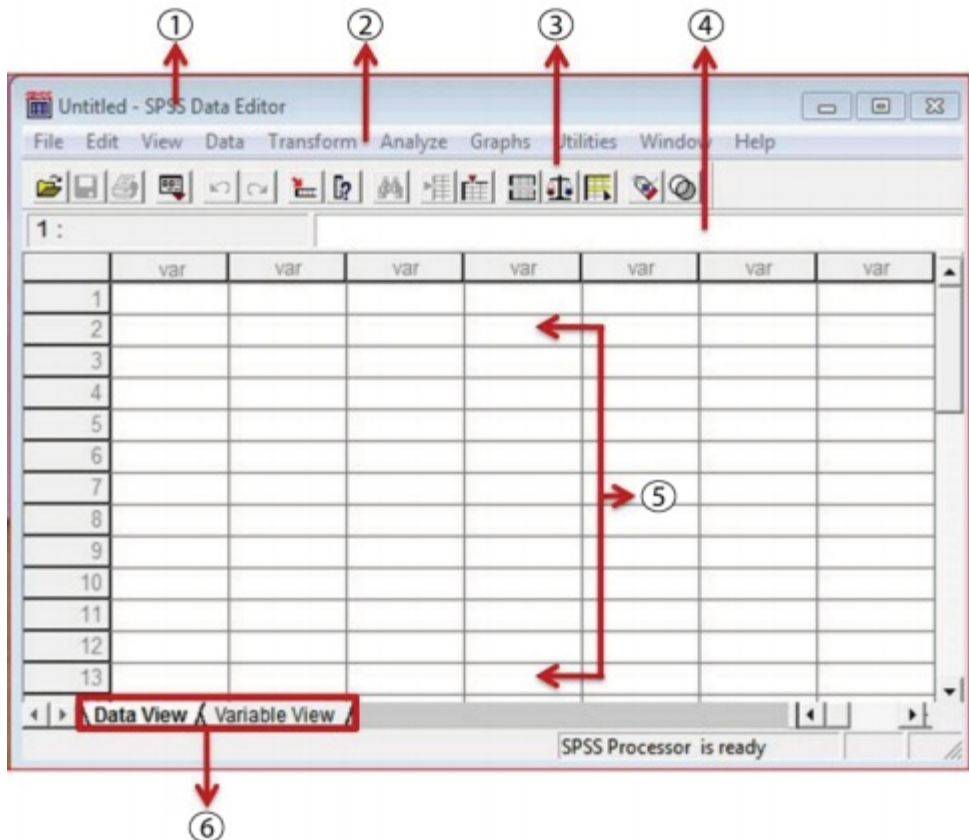 ① ② ③ ④
SPSS
Untitled - SPSS Data Editor
File Edit View Data Transform Analyze Graphs Utilities Window Help
1 :
var var var var var var var
1
2
3
4
5
6
7 ⑤
8
9
10
11
12
13
Data View Variable View
SPSS Processor is ready
⑥